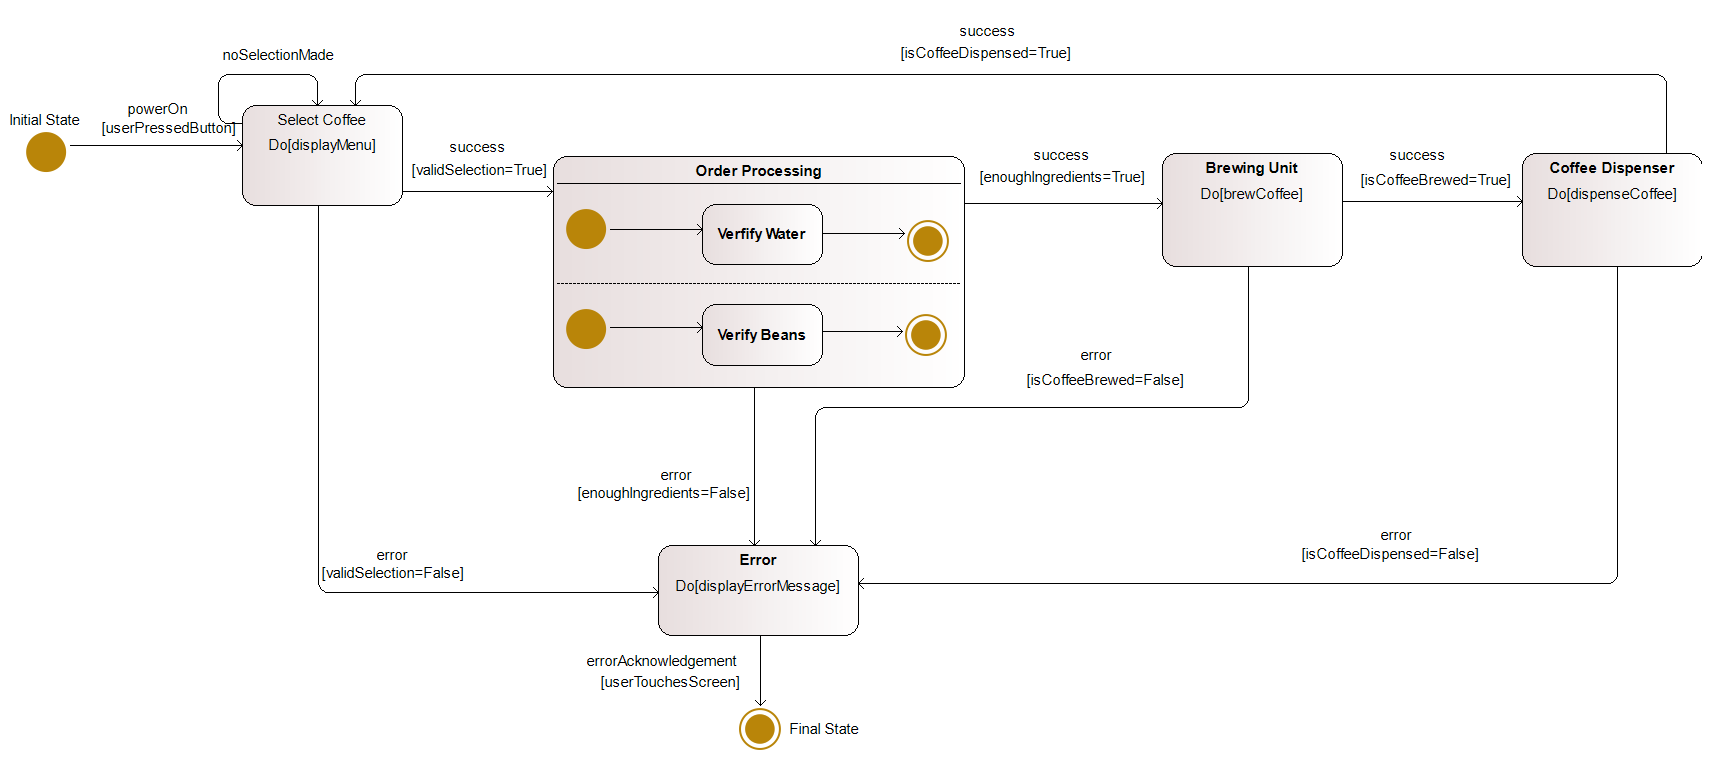 success
[isCoffeeDispensed=True]
noSelectionMade
Initial State
powerOn
[userPressedButton]
Select Coffee
Do[displayMenu]
success
[validSelection=True]
Order Processing
Verfify Water
Verify Beans
success
[enoughIngredients=True]
Brewing Unit
Do[brewCoffee]
success
[isCoffeeBrewed=True]
Coffee Dispenser
Do[dispenseCoffee]
error
[isCoffeeBrewed=False]
error
[enoughIngredients=False]
error
[isCoffeeDispensed=False]
error
[validSelection=False]
Error
Do[displayErrorMessage]
errorAcknowledgement
[userTouchesScreen]
Final State